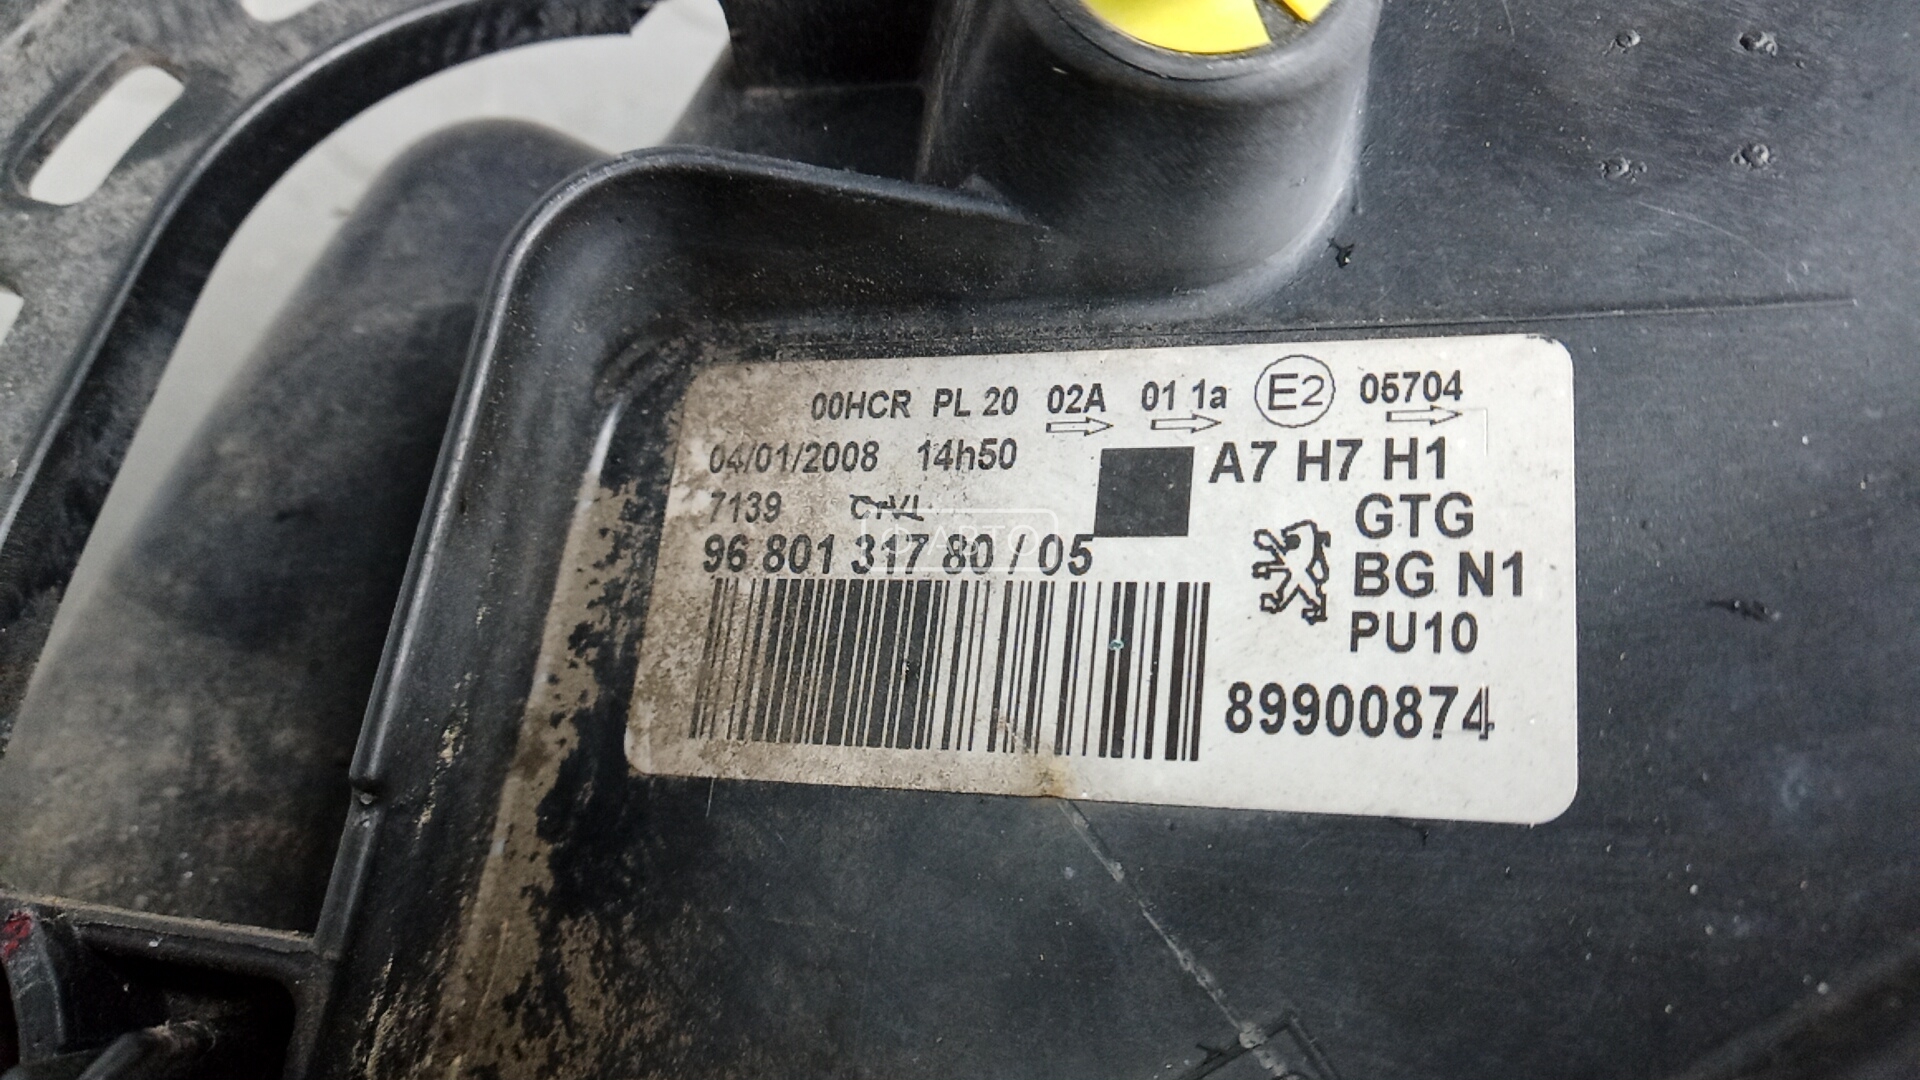 00HCR PL 20 02A 01 1a E2 05704
04/01/2008 14h50
A7 H7 H1
7139
GTG
96 801 317 80 / 05
BG N1
PU10
89900874